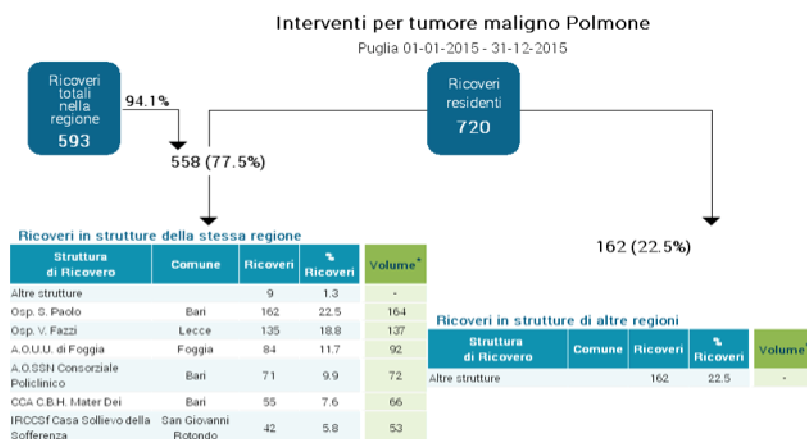 Interventi per tumore maligno Polmone
Puglia 01-01-2015 - 31-12-2015
Ricoveri
totali
nella
regione
593
94.1%
Ricoveri
residenti
720
558 (77.5%)
162 (22.5%)
Ricoveri in strutture della stessa regione
Struttura
di Ricovero Comune Ricoveri %
Ricoveri Volume+
Altre strutture 9 1.3 -
Osp. S. Paolo Bari 162 22.5 164
Osp. V. Fazzi Lecce 135 18.8 137
A.O.U.U. di Foggia Foggia 84 11.7 92
A.O.SSN Consorziale
Policlinico Bari 71 9.9 72
CCA C.B.H. Mater Dei Bari 55 7.6 66
IRCCSf Casa Sollievo della
Sofferenza San Giovanni
Rotondo 42 5.8 53
Ricoveri in strutture di altre regioni
Struttura
di Ricovero Comune Ricoveri %
Ricoveri Volume
Altre strutture 162 22.5 -